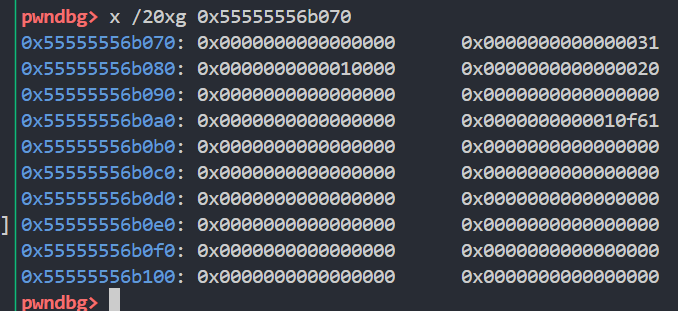 pwndbg> x /20xg 0x55555556b070
0x55555556b070: 0x0000000000000000 0x0000000000000031
0x55555556b080: 0x0000000000010000 0x0000000000000020
0x55555556b090: 0x0000000000000000 0x0000000000000000
0x55555556b0a0: 0x0000000000000000 0x0000000000010f61
0x55555556b0b0: 0x0000000000000000 0x0000000000000000
0x55555556b0c0: 0x0000000000000000 0x0000000000000000
0x55555556b0d0: 0x0000000000000000 0x0000000000000000
] 0x55555556b0e0: 0x0000000000000000 0x0000000000000000
0x55555556b0f0: 0x0000000000000000 0x0000000000000000
0x55555556b100: 0x0000000000000000 0x0000000000000000
pwndbg>